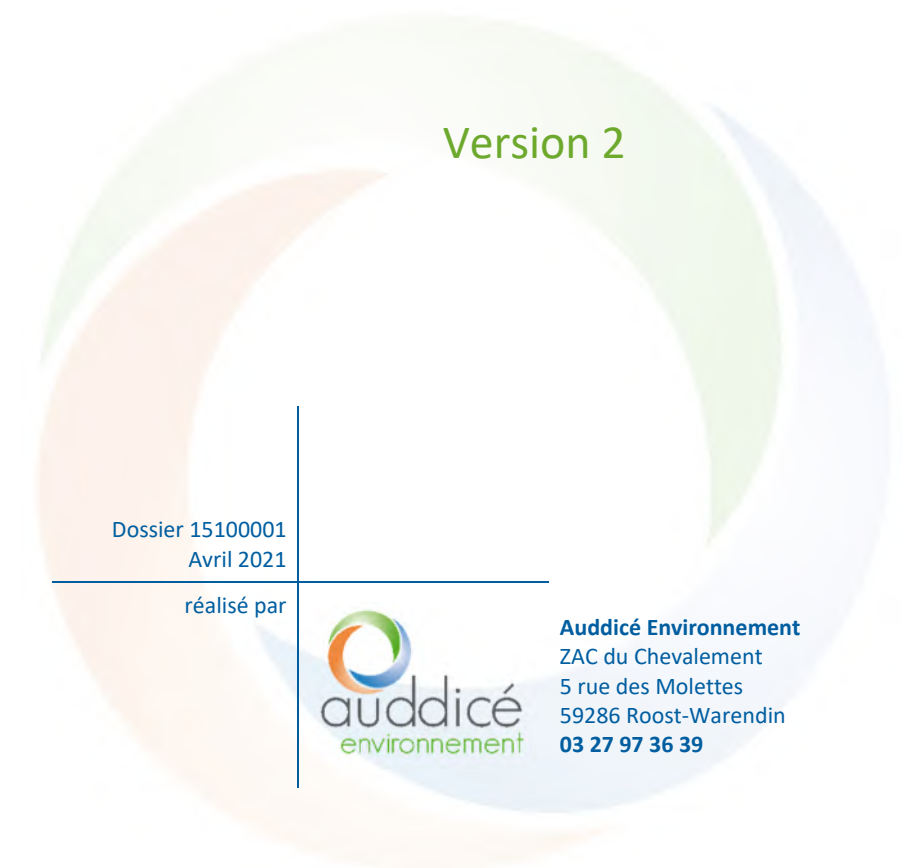 Version 2
Dossier 15100001
Avril 2021
réalisé par
auddicé
environnement
Auddicé Environnement
ZAC du Chevalement
5 rue des Molettes
59286 Roost-Warendin
03 27 97 36 39